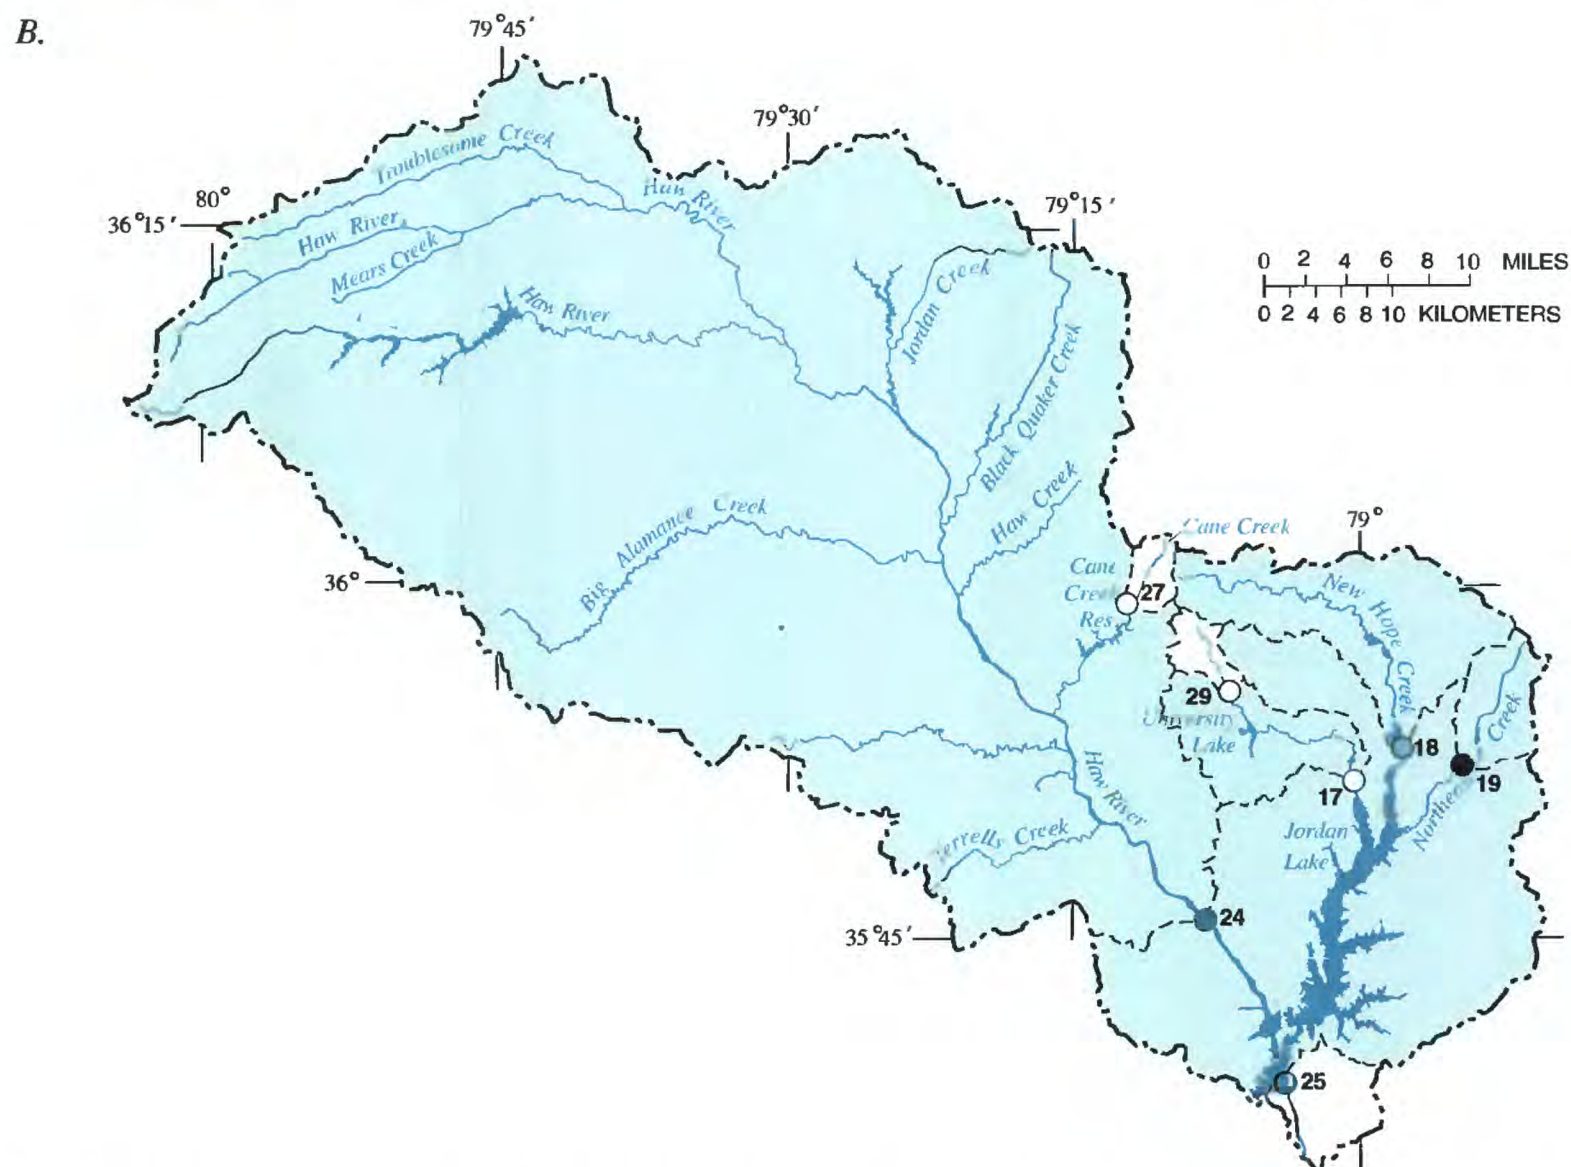 B.
79°45′
79°30′
Troublesome Creek
80°
Haw River
79°15′
36°15′
Haw River
Mears Creek
0 2 4 6 8 10 MILES
0 2 4 6 8 10 KILOMETERS
Jordan Creek
Haw River
Black Quaker Creek
Haw Creek
Big Alamance Creek
Cane Creek
79°
36°
Cane
Creek
Res
27
New Hope Creek
29
University
Lake
Creek
18
19
17
Haw River
Jordan
Lake
Creek
24
35°45′
25